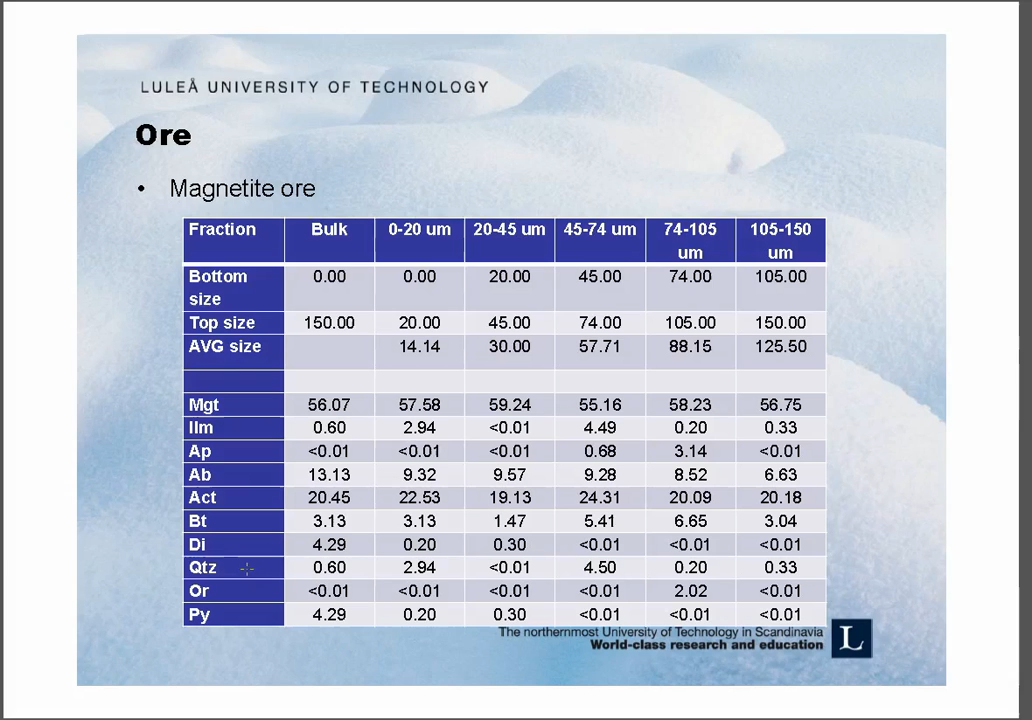 LULEÅ UNIVERSITY OF TECHNOLOGY
Ore
• Magnetite ore
Fraction Bulk 0-20 um 20-45 um 45-74 um 74-105 um 105-150 um
Bottom size 0.00 0.00 20.00 45.00 74.00 105.00
Top size 150.00 20.00 45.00 74.00 105.00 150.00
AVG size 14.14 30.00 57.71 88.15 125.50
Mgt 56.07 57.58 59.24 55.16 58.23 56.75
Ilm 0.60 2.94 <0.01 4.49 0.20 0.33
Ap <0.01 <0.01 <0.01 0.68 3.14 <0.01
Ab 13.13 9.32 9.57 9.28 8.52 6.63
Act 20.45 22.53 19.13 24.31 20.09 20.18
Bt 3.13 3.13 1.47 5.41 6.65 3.04
Di 4.29 0.20 0.30 <0.01 <0.01 <0.01
Qtz 0.60 2.94 <0.01 4.50 0.20 0.33
Or <0.01 <0.01 <0.01 <0.01 2.02 <0.01
Py 4.29 0.20 0.30 <0.01 <0.01 <0.01
The northernmost University of Technology in Scandinavia
World-class research and education
L